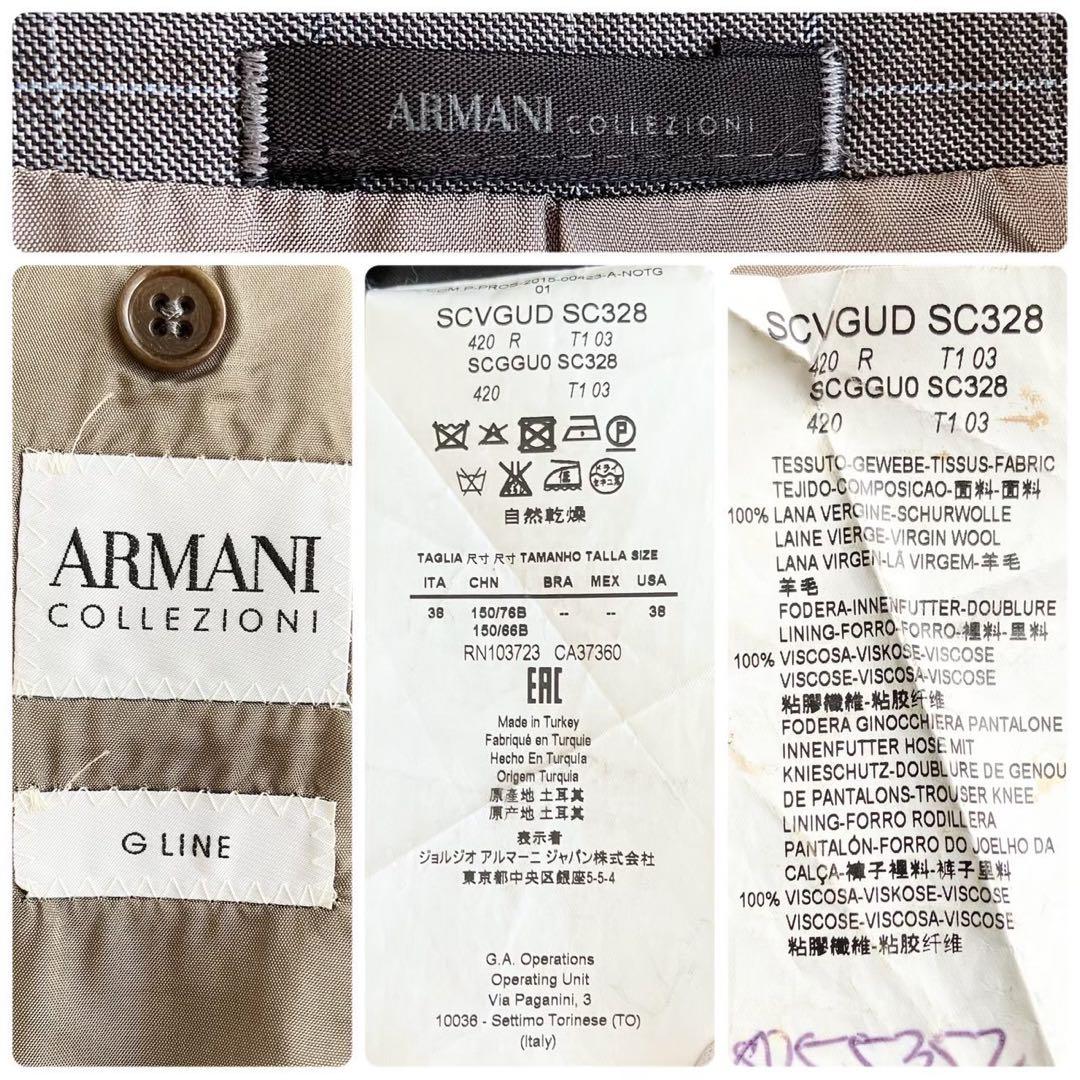 ARMANI COLLEZIONI
ARMANI
COLLEZIONI
G LINE
COM.P-PROS-2015-00423-A-NOTG
01
SCVGUD SC328
420 R T1 03
SCGGU0 SC328
420 T1 03
自然乾燥
TAGLIA 尺寸 尺寸 TAMANHO TALLA SIZE
ITA CHN BRA MEX USA
38 150/76B -- -- 38
150/66B
RN103723 CA37360
EAC
Made in Turkey
Fabriqué en Turquie
Hecho En Turquía
Origem Turquia
原產地 土耳其
原产地 土耳其
表示者
ジョルジオ アルマーニ ジャパン株式会社
東京都中央区銀座5-5-4
G.A. Operations
Operating Unit
Via Paganini, 3
10036 - Settimo Torinese (TO)
(Italy)
SCVGUD SC328
420 R T1 03
SCGGU0 SC328
420 T1 03
TESSUTO-GEWEBE-TISSUS-FABRIC
TEJIDO-COMPOSICAO-面料-面料
100% LANA VERGINE-SCHURWOLLE
LAINE VIERGE-VIRGIN WOOL
LANA VIRGEN-LÃ VIRGEM-羊毛
羊毛
FODERA-INNENFUTTER-DOUBLURE
LINING-FORRO-FORRO-裡料-里料
100% VISCOSA-VISKOSE-VISCOSE
VISCOSE-VISCOSA-VISCOSE
粘膠纖維-粘胶纤维
FODERA GINOCCHIERA PANTALONE
INNENFUTTER HOSE MIT
KNIESCHUTZ-DOUBLURE DE GENOU
DE PANTALONS-TROUSER KNEE
LINING-FORRO RODILLERA
PANTALÓN-FORRO DO JOELHO DA
CALÇA-褲子裡料-裤子里料
100% VISCOSA-VISKOSE-VISCOSE
VISCOSE-VISCOSA-VISCOSE
粘膠纖維-粘胶纤维